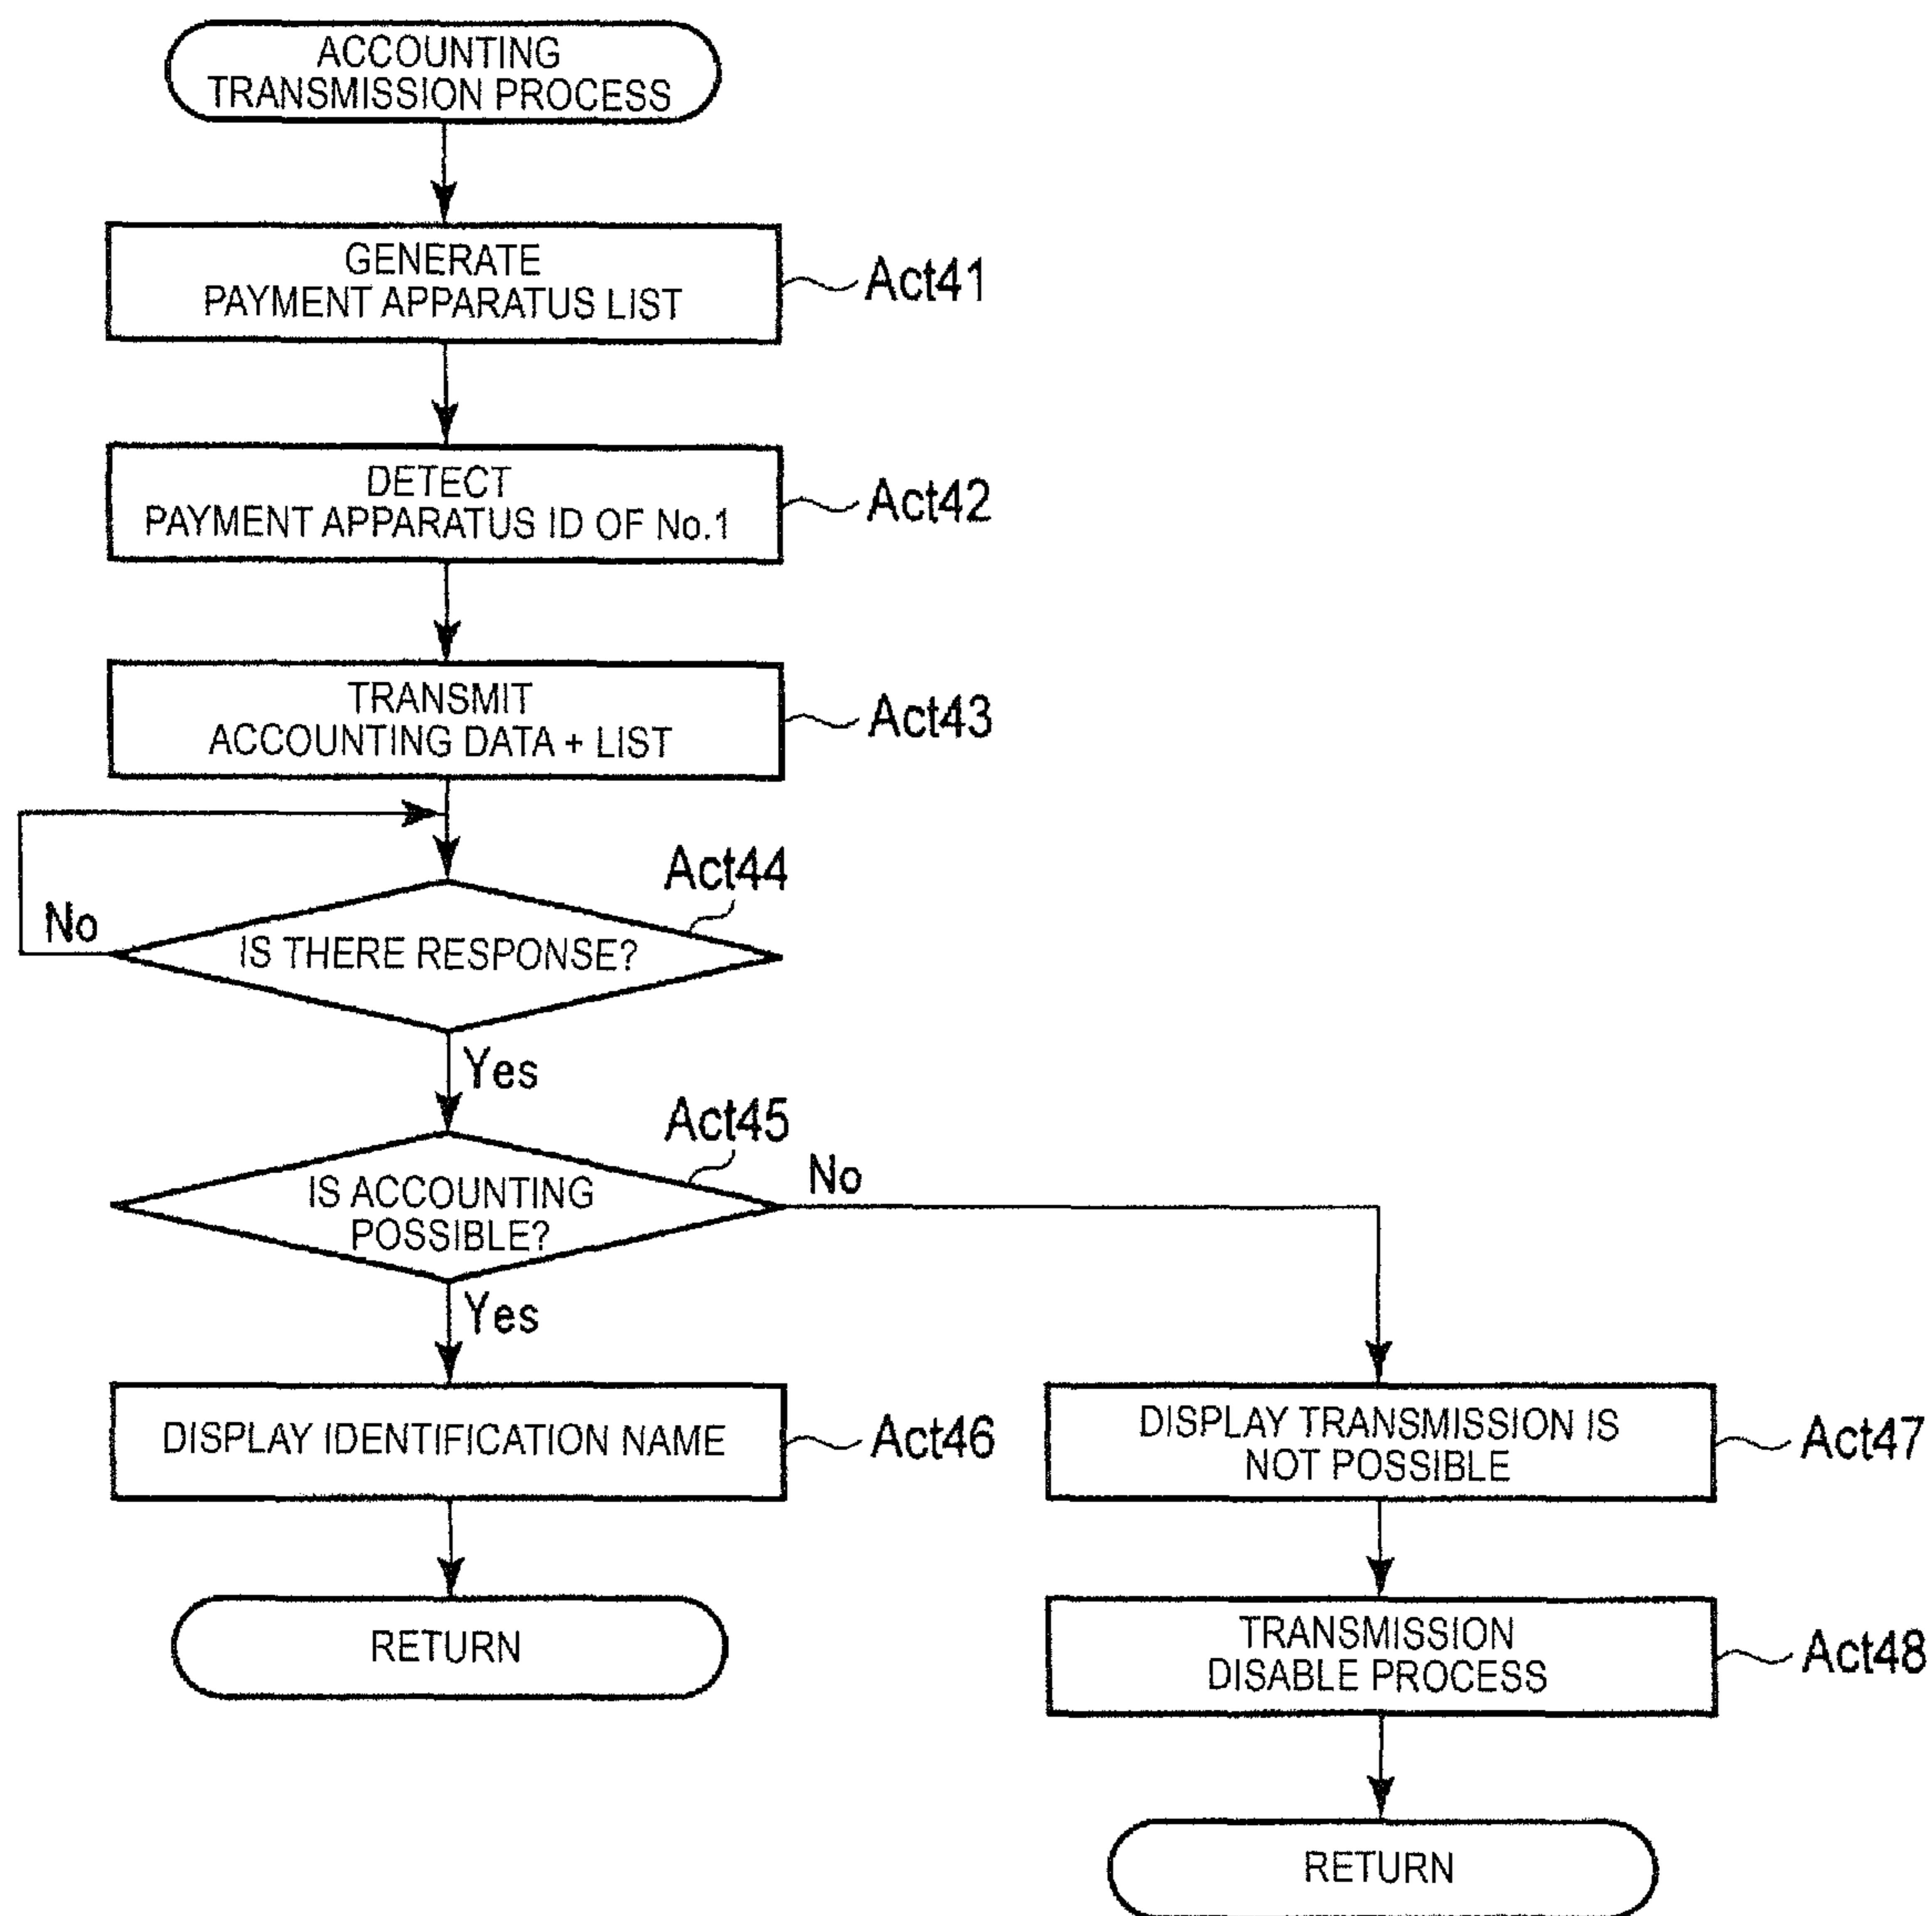 ACCOUNTING
TRANSMISSION PROCESS
GENERATE
PAYMENT APPARATUS LIST
Act41
DETECT
PAYMENT APPARATUS ID OF No.1
Act42
TRANSMIT
ACCOUNTING DATA + LIST
Act43
Act44
No
IS THERE RESPONSE?
Yes
Act45
No
IS ACCOUNTING
POSSIBLE?
Yes
DISPLAY IDENTIFICATION NAME
Act46
DISPLAY TRANSMISSION IS
NOT POSSIBLE
Act47
RETURN
TRANSMISSION
DISABLE PROCESS
Act48
RETURN